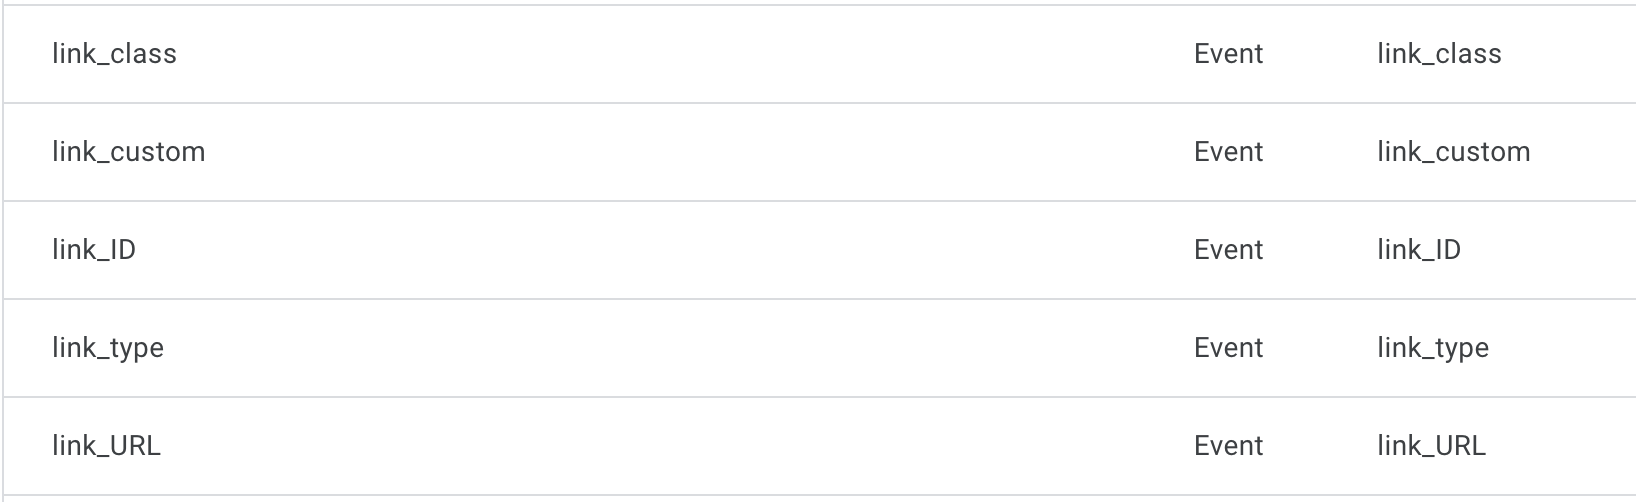 link_class Event link_class
link_custom Event link_custom
link_ID Event link_ID
link_type Event link_type
link_URL Event link_URL